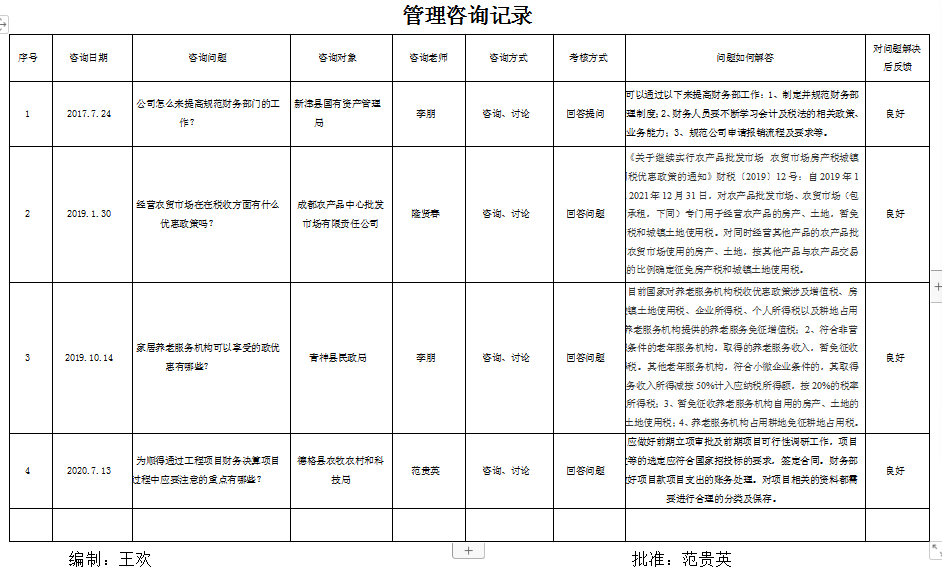 管理咨询记录
序号 咨询日期 咨询问题 咨询对象 咨询老师 咨询方式 考核方式 问题如何解答 对问题解决
后反馈
1 2017.7.24 公司怎么来提高规范财务部门的工
作？ 新津县国有资产管理
局 李朋 咨询、讨论 回答提问 可以通过以下来提高财务部工作：1、制定并规范财务部
理制度；2、财务人员要不断学习会计及税法的相关政策、
业务能力；3、规范公司申请报销流程及要求等。 良好
2 2019.1.30 经营农贸市场在在税收方面有什么
优惠政策吗？ 成都农产品中心批发
市场有限责任公司 隆贤春 咨询、讨论 回答问题 《关于继续实行农产品批发市场 农贸市场房产税城镇
税优惠政策的通知》财税〔2019〕12号：自2019年1
2021年12月31日，对农产品批发市场、农贸市场（包
承租，下同）专门用于经营农产品的房产、土地，暂免
税和城镇土地使用税。对同时经营其他产品的农产品批
农贸市场使用的房产、土地，按其他产品与农产品交易
的比例确定征免房产税和城镇土地使用税。 良好
3 2019.10.14 家居养老服务机构可以享受的政优
惠有哪些？ 青神县民政局 李朋 咨询、讨论 回答问题 目前国家对养老服务机构税收优惠政策涉及增值税、房
镇土地使用税、企业所得税、个人所得税以及耕地占用
养老服务机构提供的养老服务免征增值税；2、符合非营
条件的老年服务机构，取得的养老服务收入，暂免征收
税。其他老年服务机构，符合小微企业条件的，其取得
务收入所得减按50%计入应纳税所得额，按20%的税率
所得税；3、暂免征收养老服务机构自用的房产、土地的
土地使用税；4、养老服务机构占用耕地免征耕地占用税。 良好
4 2020.7.13 为顺得通过工程项目财务决算项目
过程中应要注意的重点有哪些？ 德格县农牧农村和科
技局 范贵英 咨询、讨论 回答问题 应做好前期立项审批及前期项目可行性调研工作，项目
等的选定应符合国家招投标的要求，签定合同。财务部
好项目款项目支出的账务处理。对项目相关的资料都需
要进行合理的分类及保存。 良好
编制：王欢 批准：范贵英